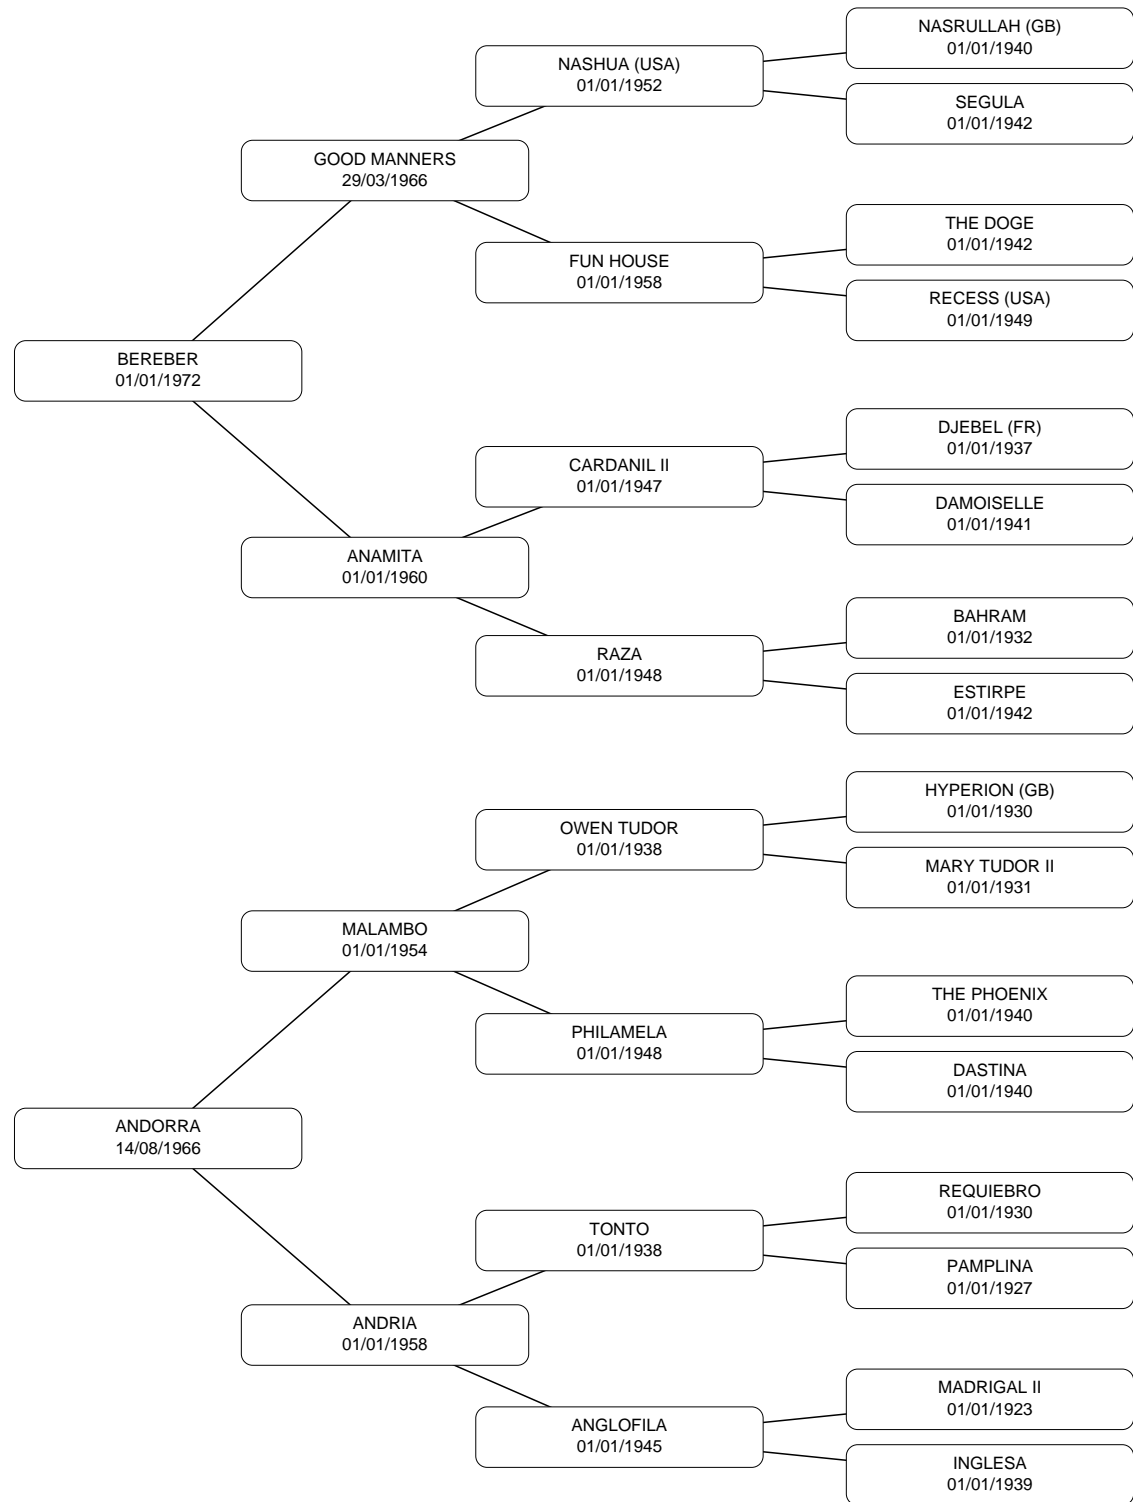 NASRULLAH (GB)
01/01/1940
NASHUA (USA)
01/01/1952
SEGULA
01/01/1942
GOOD MANNERS
29/03/1966
THE DOGE
01/01/1942
FUN HOUSE
01/01/1958
RECESS (USA)
01/01/1949
BEREBER
01/01/1972
DJEBEL (FR)
01/01/1937
CARDANIL II
01/01/1947
DAMOISELLE
01/01/1941
ANAMITA
01/01/1960
BAHRAM
01/01/1932
RAZA
01/01/1948
ESTIRPE
01/01/1942
HYPERION (GB)
01/01/1930
OWEN TUDOR
01/01/1938
MARY TUDOR II
01/01/1931
MALAMBO
01/01/1954
THE PHOENIX
01/01/1940
PHILAMELA
01/01/1948
DASTINA
01/01/1940
ANDORRA
14/08/1966
REQUIEBRO
01/01/1930
TONTO
01/01/1938
PAMPLINA
01/01/1927
ANDRIA
01/01/1958
MADRIGAL II
01/01/1923
ANGLOFILA
01/01/1945
INGLESA
01/01/1939